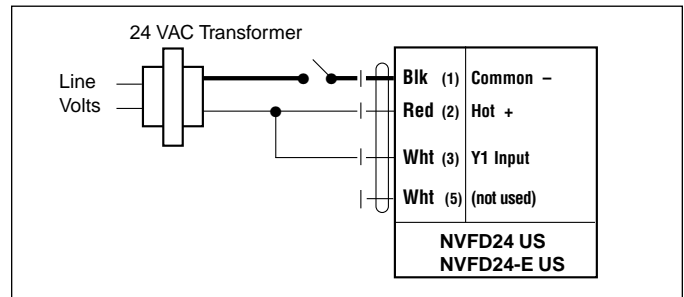 24 VAC Transformer
Line
Volts
Blk (1) Common –
Red (2) Hot +
Wht (3) Y1 Input
Wht (5) (not used)
NVFD24 US
NVFD24-E US